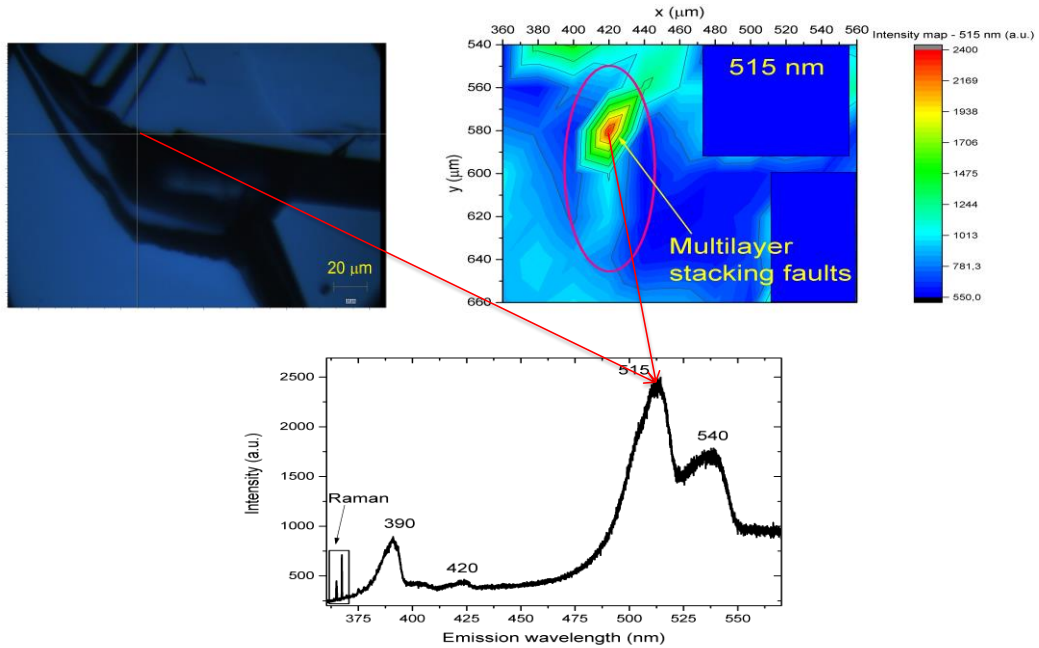 x (μm)
360 380 400 420 440 460 480 500 520 540 560
Intensity map - 515 nm (a.u.)
y (μm)
540
560
580
600
620
640
660
515 nm
Multilayer
stacking faults
2400
2169
1938
1706
1475
1244
1013
781,3
550,0
20 μm
515
540
Raman
390
420
Intensity (a.u.)
2500
2000
1500
1000
500
375 400 425 450 475 500 525 550
Emission wavelength (nm)